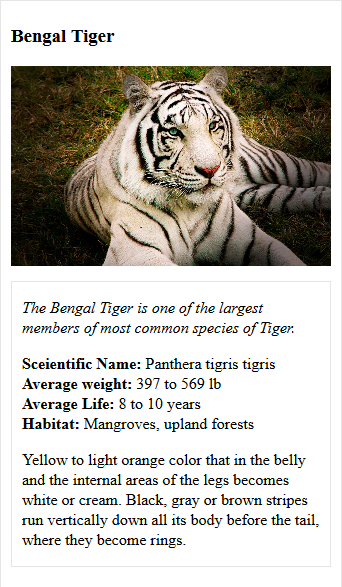 Bengal Tiger
The Bengal Tiger is one of the largest
members of most common species of Tiger.
Sceientific Name: Panthera tigris tigris
Average weight: 397 to 569 lb
Average Life: 8 to 10 years
Habitat: Mangroves, upland forests
Yellow to light orange color that in the belly
and the internal areas of the legs becomes
white or cream. Black, gray or brown stripes
run vertically down all its body before the tail,
where they become rings.